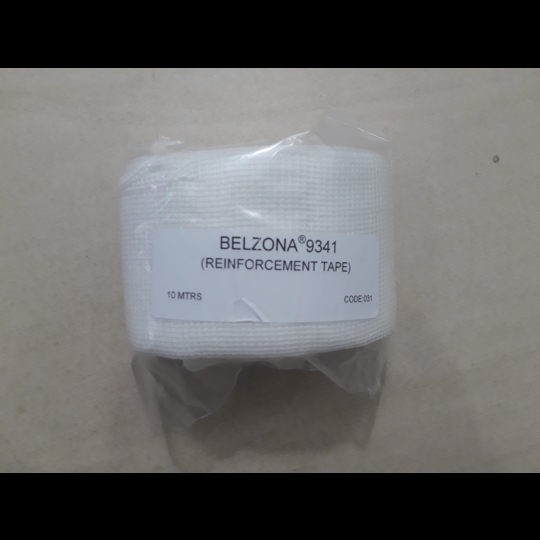 BELZONA®9341
(REINFORCEMENT TAPE)
10 MTRS CODE:031